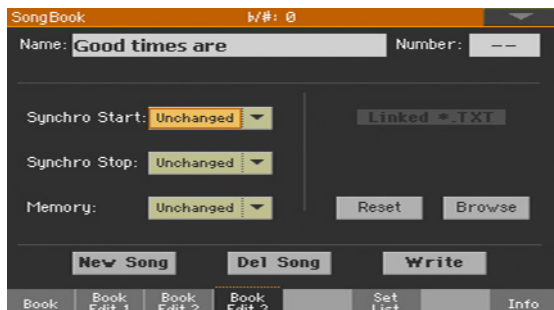 SongBook ♭/#: 0
Name: Good times are Number: --
Synchro Start: Unchanged Linked *.TXT
Synchro Stop: Unchanged
Memory: Unchanged Reset Browse
New Song Del Song Write
Book Book Edit 1 Book Edit 2 Book Edit 3 Set List Info